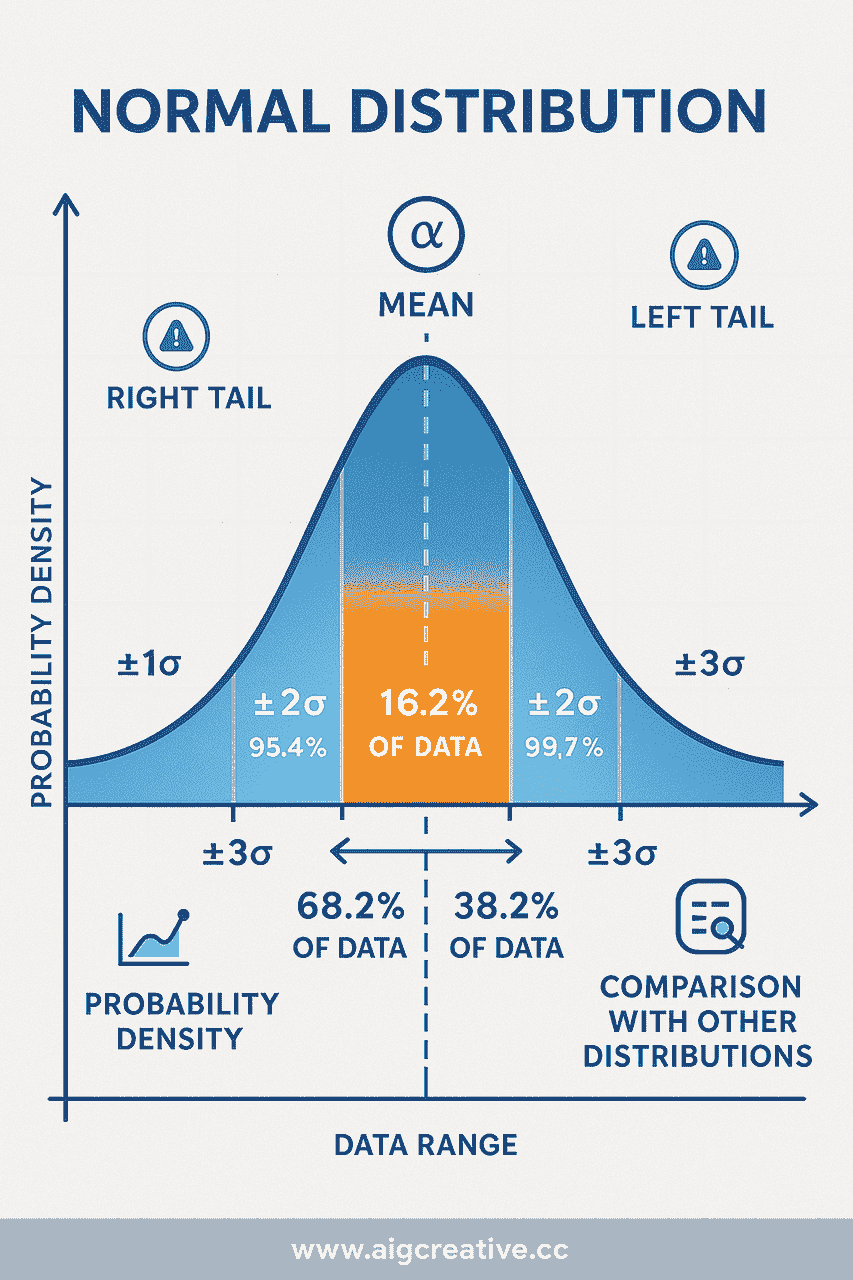 NORMAL DISTRIBUTION
α
MEAN
LEFT TAIL
RIGHT TAIL
PROBABILITY DENSITY
±1σ
±3σ
±2σ
95.4%
16.2%
OF DATA
±2σ
99,7%
±3σ
±3σ
68.2%
OF DATA
38.2%
OF DATA
PROBABILITY
DENSITY
COMPARISON
WITH OTHER
DISTRIBUTIONS
DATA RANGE
www.aigcreative.cc